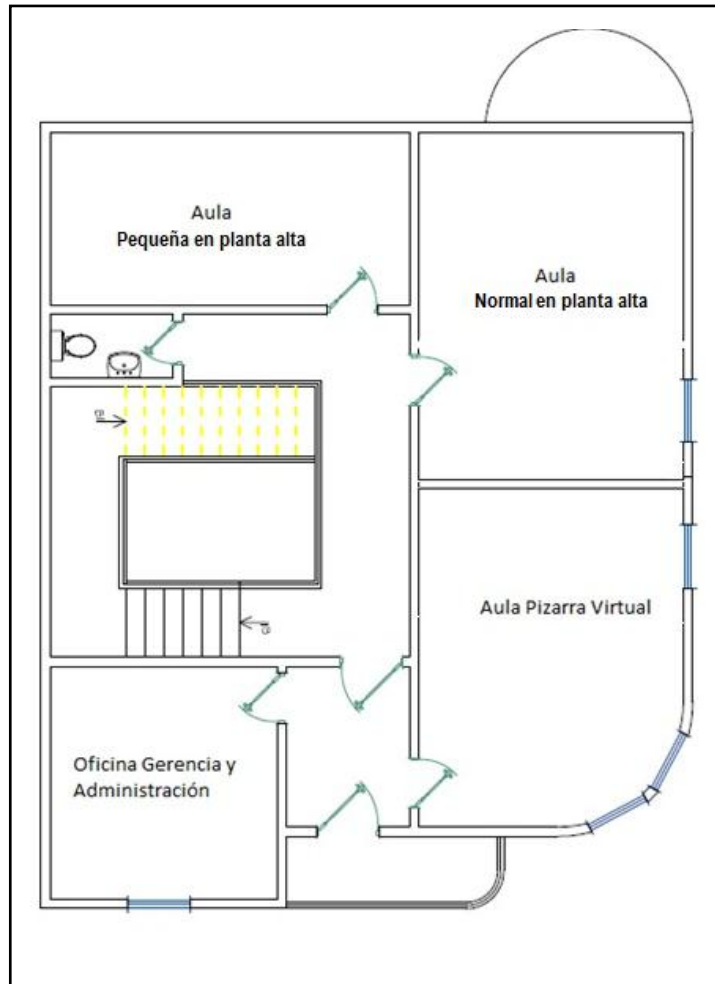 Aula
Pequeña en planta alta
Aula
Normal en planta alta
Aula Pizarra Virtual
Oficina Gerencia y
Administración